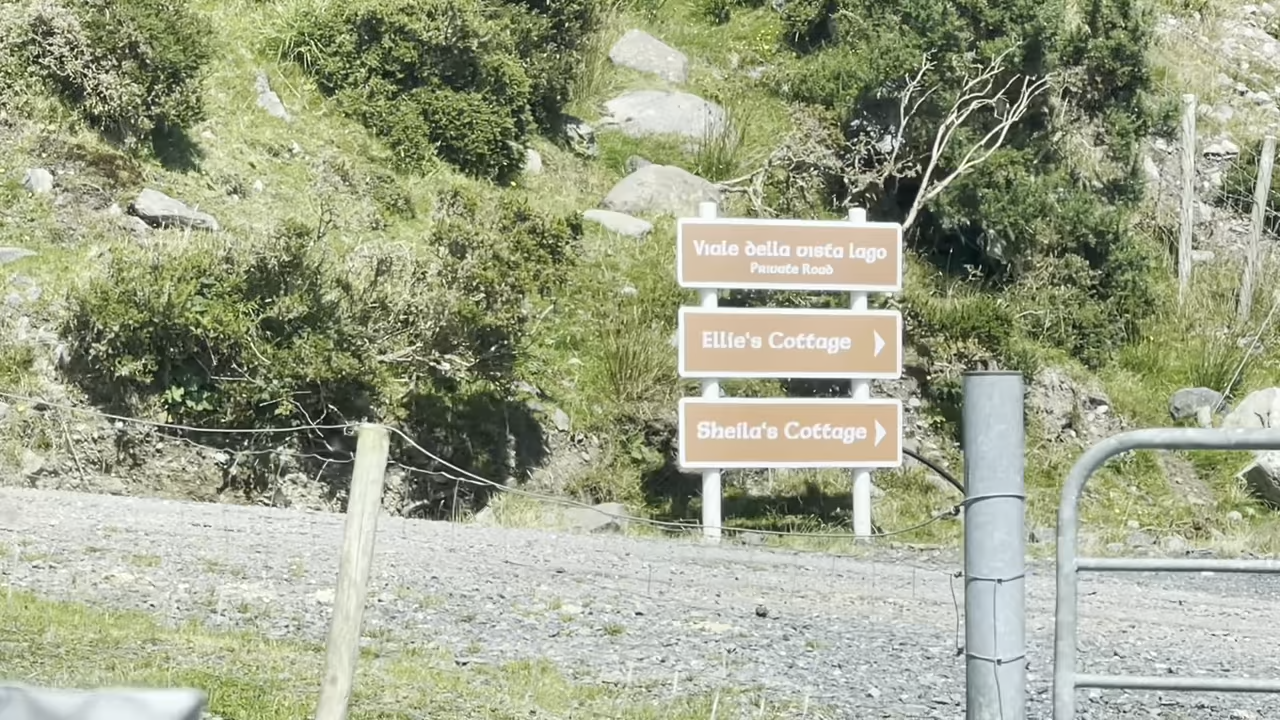 Viale della vista lago
Private Road
Ellie's Cottage
Sheila's Cottage